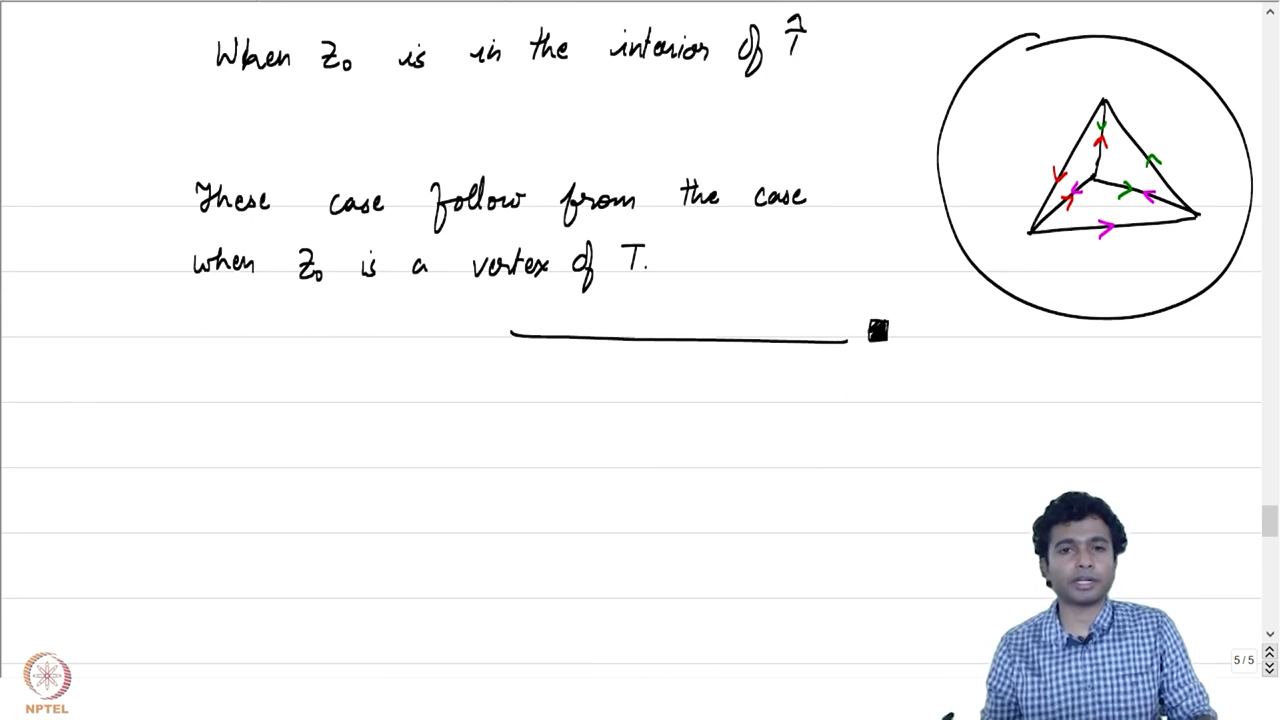 When z₀ is in the interior of T̂
These case follow from the case
when z₀ is a vertex of T.
5 / 5
NPTEL